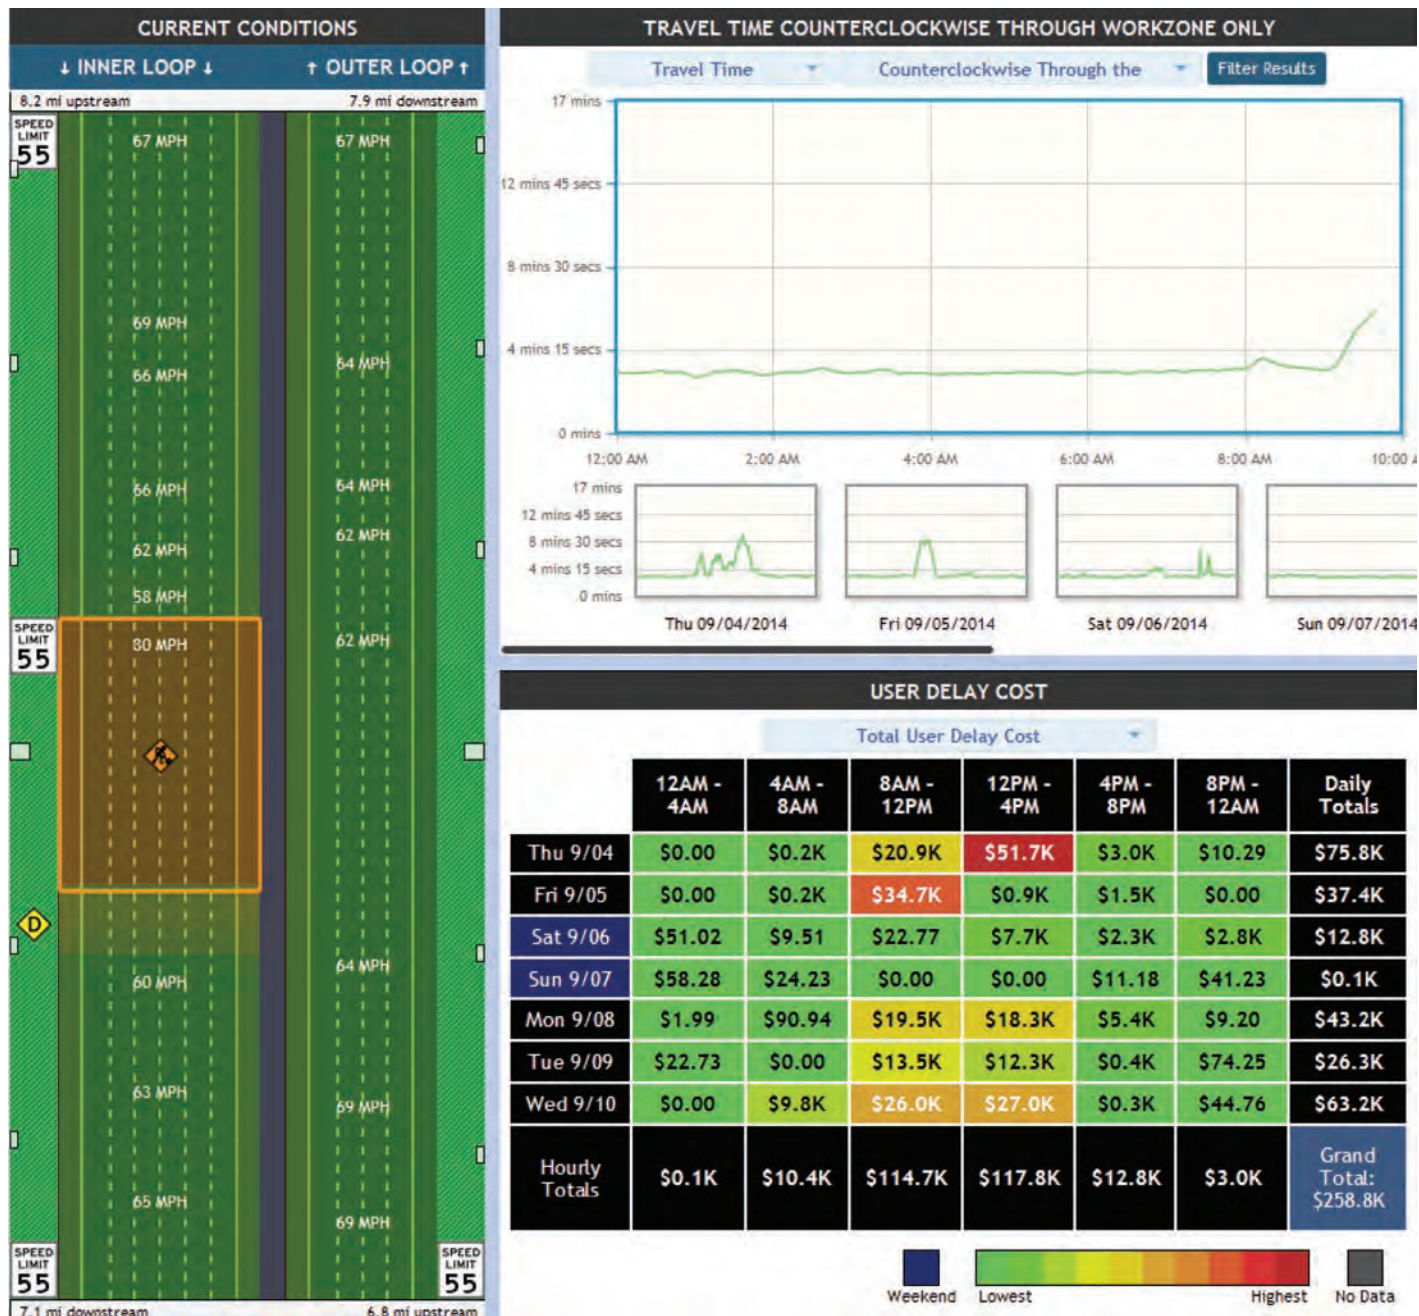 CURRENT CONDITIONS
↓ INNER LOOP ↓ ↑ OUTER LOOP ↑
8.2 mi upstream 7.9 mi downstream
SPEED
LIMIT
55
67 MPH 67 MPH
69 MPH
64 MPH
66 MPH
66 MPH 64 MPH
62 MPH
62 MPH
58 MPH
SPEED
LIMIT
55
80 MPH 62 MPH
D
60 MPH 64 MPH
63 MPH
69 MPH
65 MPH
69 MPH
SPEED
LIMIT
55
SPEED
LIMIT
55
7.1 mi downstream 6.8 mi upstream
TRAVEL TIME COUNTERCLOCKWISE THROUGH WORKZONE ONLY
Travel Time Counterclockwise Through the Filter Results
17 mins
12 mins 45 secs
8 mins 30 secs
4 mins 15 secs
0 mins
12:00 AM 2:00 AM 4:00 AM 6:00 AM 8:00 AM 10:00 A
17 mins
12 mins 45 secs
8 mins 30 secs
4 mins 15 secs
0 mins
Thu 09/04/2014 Fri 09/05/2014 Sat 09/06/2014 Sun 09/07/2014
USER DELAY COST
Total User Delay Cost
12AM - 4AM - 8AM - 12PM - 4PM - 8PM - Daily
4AM 8AM 12PM 4PM 8PM 12AM Totals
Thu 9/04 $0.00 $0.2K $20.9K $51.7K $3.0K $10.29 $75.8K
Fri 9/05 $0.00 $0.2K $34.7K $0.9K $1.5K $0.00 $37.4K
Sat 9/06 $51.02 $9.51 $22.77 $7.7K $2.3K $2.8K $12.8K
Sun 9/07 $58.28 $24.23 $0.00 $0.00 $11.18 $41.23 $0.1K
Mon 9/08 $1.99 $90.94 $19.5K $18.3K $5.4K $9.20 $43.2K
Tue 9/09 $22.73 $0.00 $13.5K $12.3K $0.4K $74.25 $26.3K
Wed 9/10 $0.00 $9.8K $26.0K $27.0K $0.3K $44.76 $63.2K
Hourly
Totals $0.1K $10.4K $114.7K $117.8K $12.8K $3.0K
Grand
Total:
$258.8K
Weekend Lowest Highest No Data